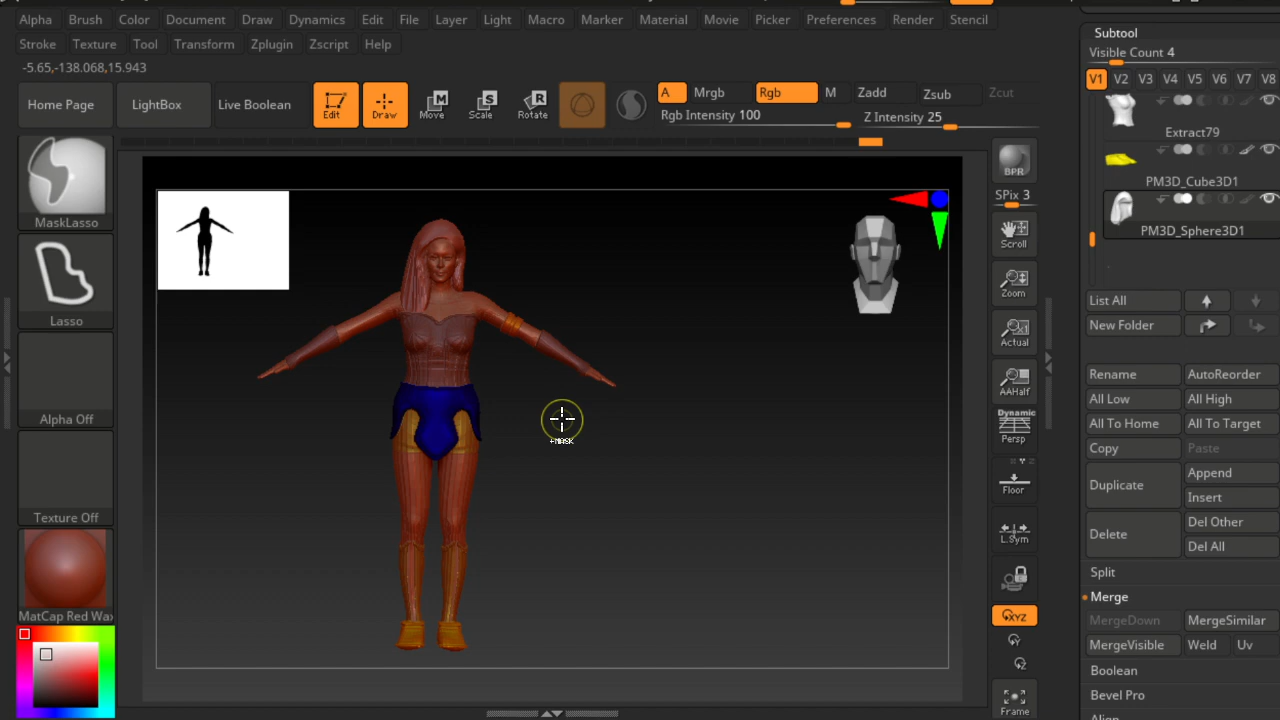 Alpha Brush Color Document Draw Dynamics Edit File Layer Light Macro Marker Material Movie Picker Preferences Render Stencil
Stroke Texture Tool Transform Zplugin Zscript Help
-5.65,-138.068,15.943
Home Page LightBox Live Boolean Edit Draw Move Scale Rotate
M S R
A Mrgb Rgb M Zadd Zsub Zcut
Rgb Intensity 100 Z Intensity 25
MaskLasso
Lasso
Alpha Off
Texture Off
MatCap Red Wax
+MASK
BPR
SPix 3
Scroll
Zoom
Actual
AAHalf
Dynamic
Persp
Floor
L.Sym
XYZ
Y
Z
Frame
Subtool
Visible Count 4
V1 V2 V3 V4 V5 V6 V7 V8
Extract79
PM3D_Cube3D1
PM3D_Sphere3D1
List All
New Folder
Rename AutoReorder
All Low All High
All To Home All To Target
Copy Paste
Duplicate Append
Insert
Delete Del Other
Del All
Split
Merge
MergeDown MergeSimilar
MergeVisible Weld Uv
Boolean
Bevel Pro
Align